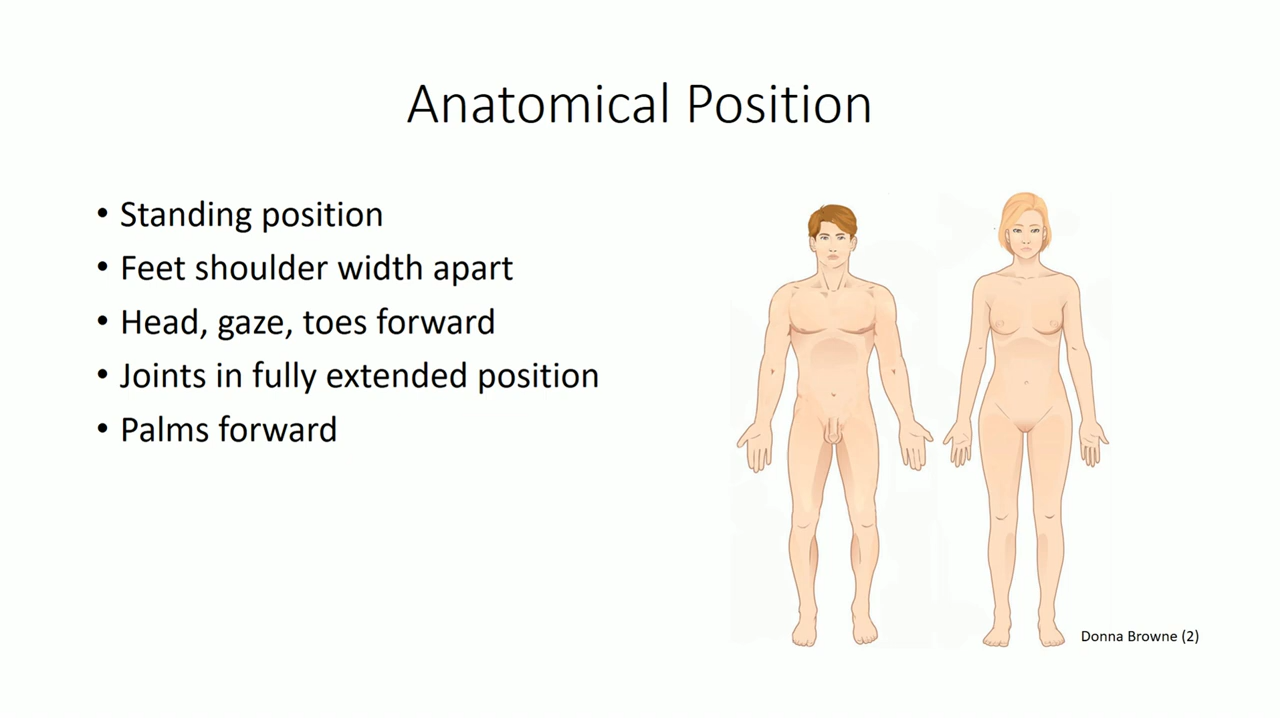 Anatomical Position
• Standing position
• Feet shoulder width apart
• Head, gaze, toes forward
• Joints in fully extended position
• Palms forward
Donna Browne (2)